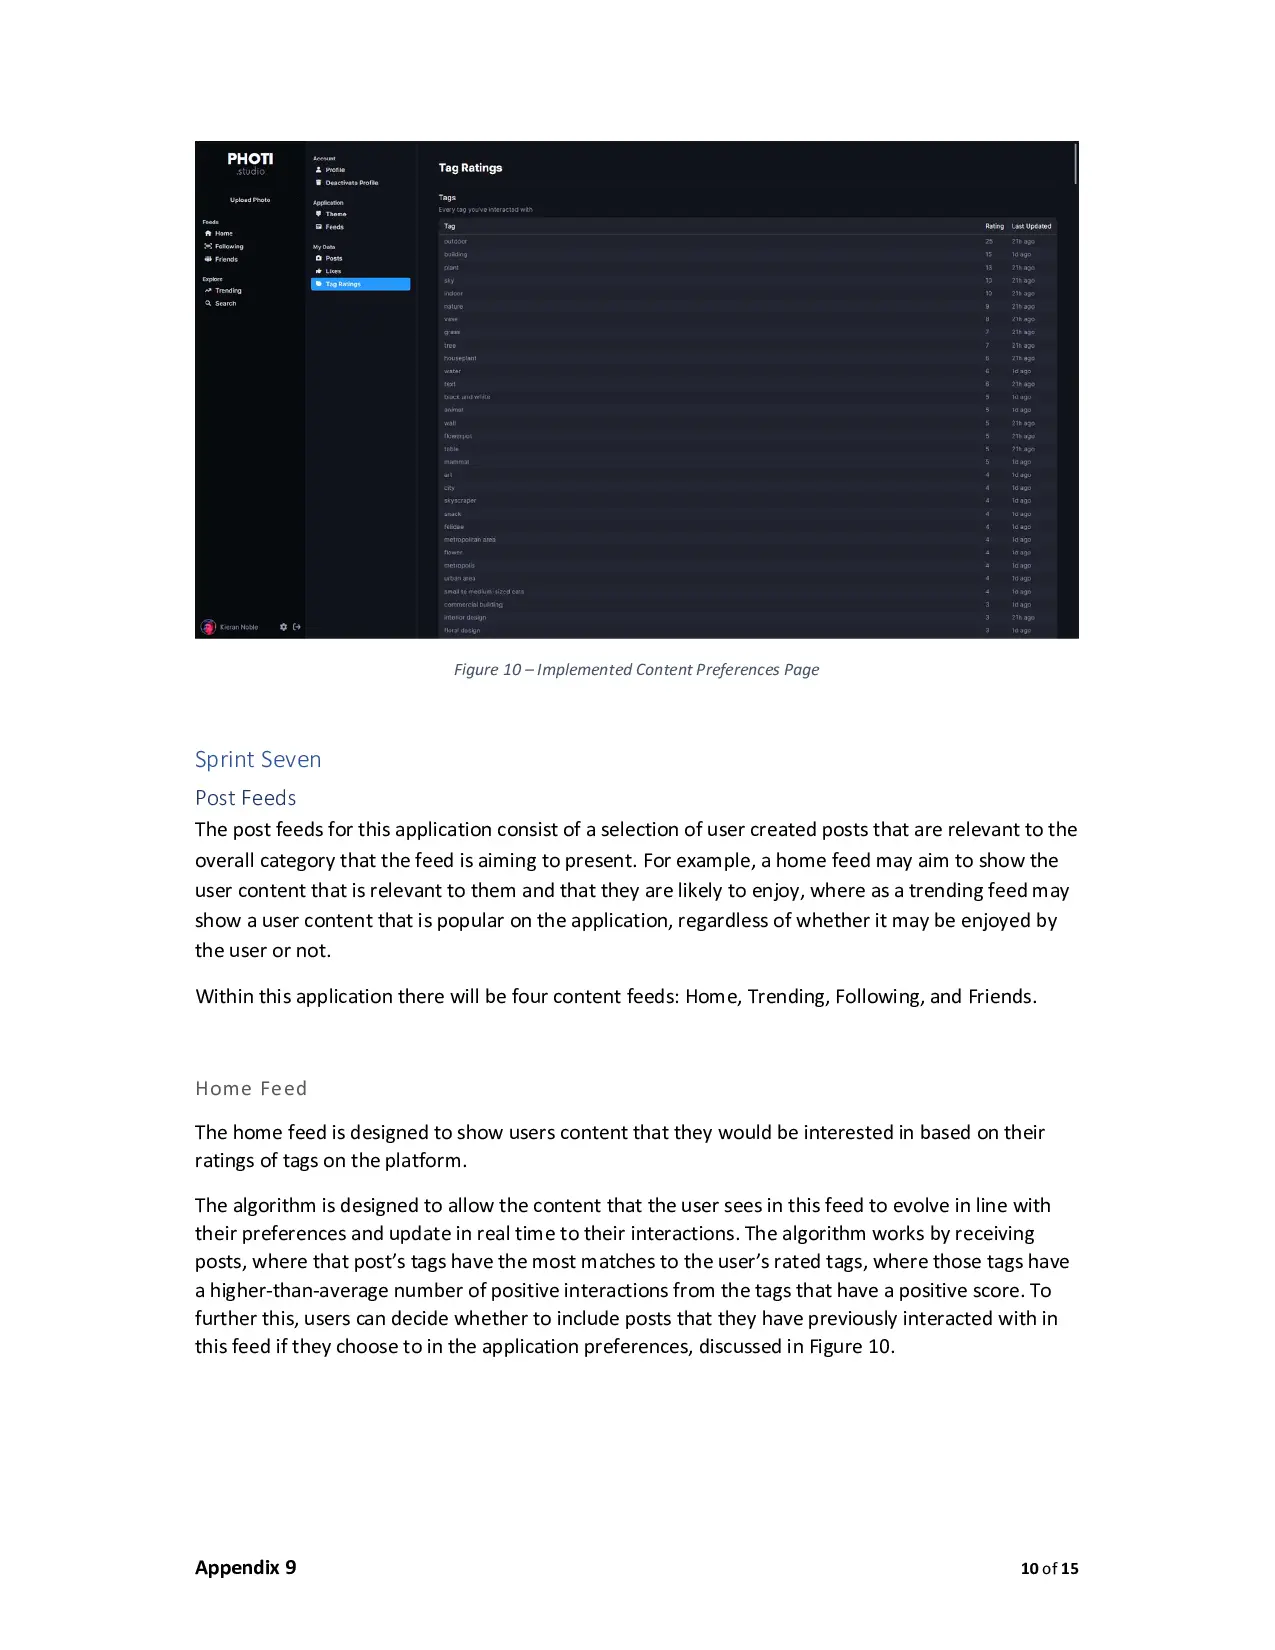 PHOTI
.studio
Upload Photo
Feeds
Home
Following
Friends
Explore
Trending
Search
Kieran Noble
Account
Profile
Deactivate Profile
Application
Theme
Feeds
My Data
Posts
Likes
Tag Ratings
Tag Ratings
Tags
Every tag you've interacted with
Tag Rating Last Updated
outdoor 25 21h ago
building 15 1d ago
plant 13 21h ago
sky 10 21h ago
indoor 10 21h ago
nature 9 21h ago
vase 8 21h ago
grass 7 21h ago
tree 7 21h ago
houseplant 6 21h ago
water 6 1d ago
text 6 21h ago
black and white 5 1d ago
animal 5 1d ago
wall 5 21h ago
flowerpot 5 21h ago
table 5 21h ago
mammal 5 1d ago
art 4 1d ago
city 4 1d ago
skyscraper 4 1d ago
snack 4 1d ago
felidae 4 1d ago
metropolitan area 4 1d ago
flower 4 1d ago
metropolis 4 1d ago
urban area 4 1d ago
small to medium-sized cats 4 1d ago
commercial building 3 1d ago
interior design 3 21h ago
floral design 3 1d ago
Figure 10 – Implemented Content Preferences Page
Sprint Seven
Post Feeds
The post feeds for this application consist of a selection of user created posts that are relevant to the
overall category that the feed is aiming to present. For example, a home feed may aim to show the
user content that is relevant to them and that they are likely to enjoy, where as a trending feed may
show a user content that is popular on the application, regardless of whether it may be enjoyed by
the user or not.
Within this application there will be four content feeds: Home, Trending, Following, and Friends.
Home Feed
The home feed is designed to show users content that they would be interested in based on their
ratings of tags on the platform.
The algorithm is designed to allow the content that the user sees in this feed to evolve in line with
their preferences and update in real time to their interactions. The algorithm works by receiving
posts, where that post's tags have the most matches to the user's rated tags, where those tags have
a higher-than-average number of positive interactions from the tags that have a positive score. To
further this, users can decide whether to include posts that they have previously interacted with in
this feed if they choose to in the application preferences, discussed in Figure 10.
Appendix 9 10 of 15